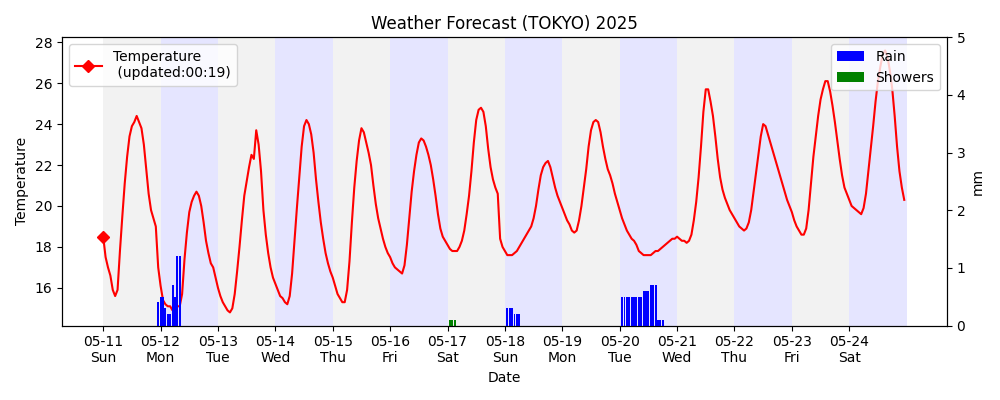 Weather Forecast (TOKYO) 2025
Temperature
(updated:00:19)
Rain
Showers
Temperature
28
26
24
22
20
18
16
5
4
3
2
1
0
mm
05-11 05-12 05-13 05-14 05-15 05-16 05-17 05-18 05-19 05-20 05-21 05-22 05-23 05-24
Sun Mon Tue Wed Thu Fri Sat Sun Mon Tue Wed Thu Fri Sat
Date